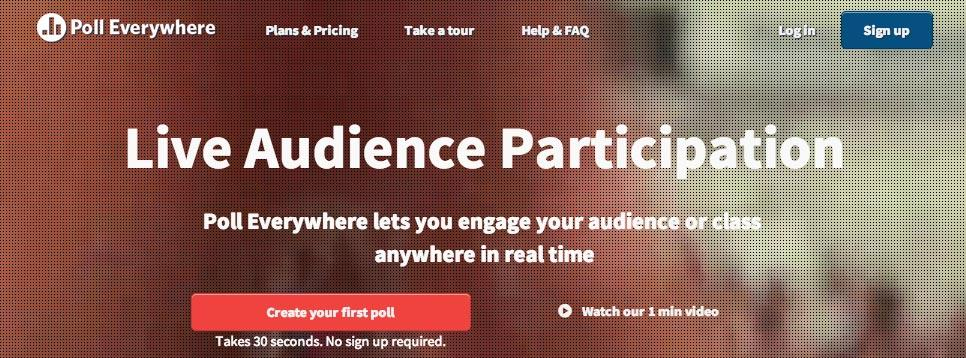 Poll Everywhere
Plans & Pricing
Take a tour
Help & FAQ
Log in
Sign up
Live Audience Participation
Poll Everywhere lets you engage your audience or class
anywhere in real time
Create your first poll
Watch our 1 min video
Takes 30 seconds. No sign up required.